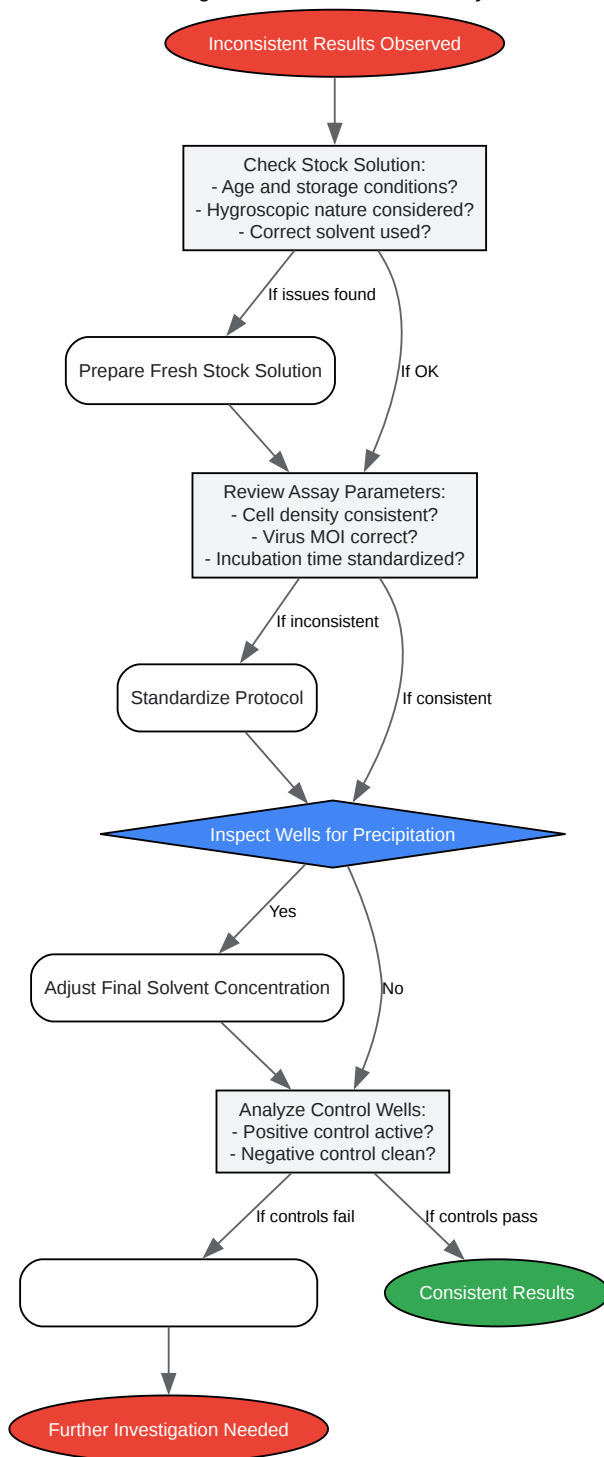 Inconsistent Results Observed
Check Stock Solution:
- Age and storage conditions?
- Hygroscopic nature considered?
- Correct solvent used?
If issues found
Prepare Fresh Stock Solution
If OK
Review Assay Parameters:
- Cell density consistent?
- Virus MOI correct?
- Incubation time standardized?
If inconsistent
Standardize Protocol
If consistent
Inspect Wells for Precipitation
Yes
Adjust Final Solvent Concentration
No
Analyze Control Wells:
- Positive control active?
- Negative control clean?
If controls fail
If controls pass
Consistent Results
Further Investigation Needed